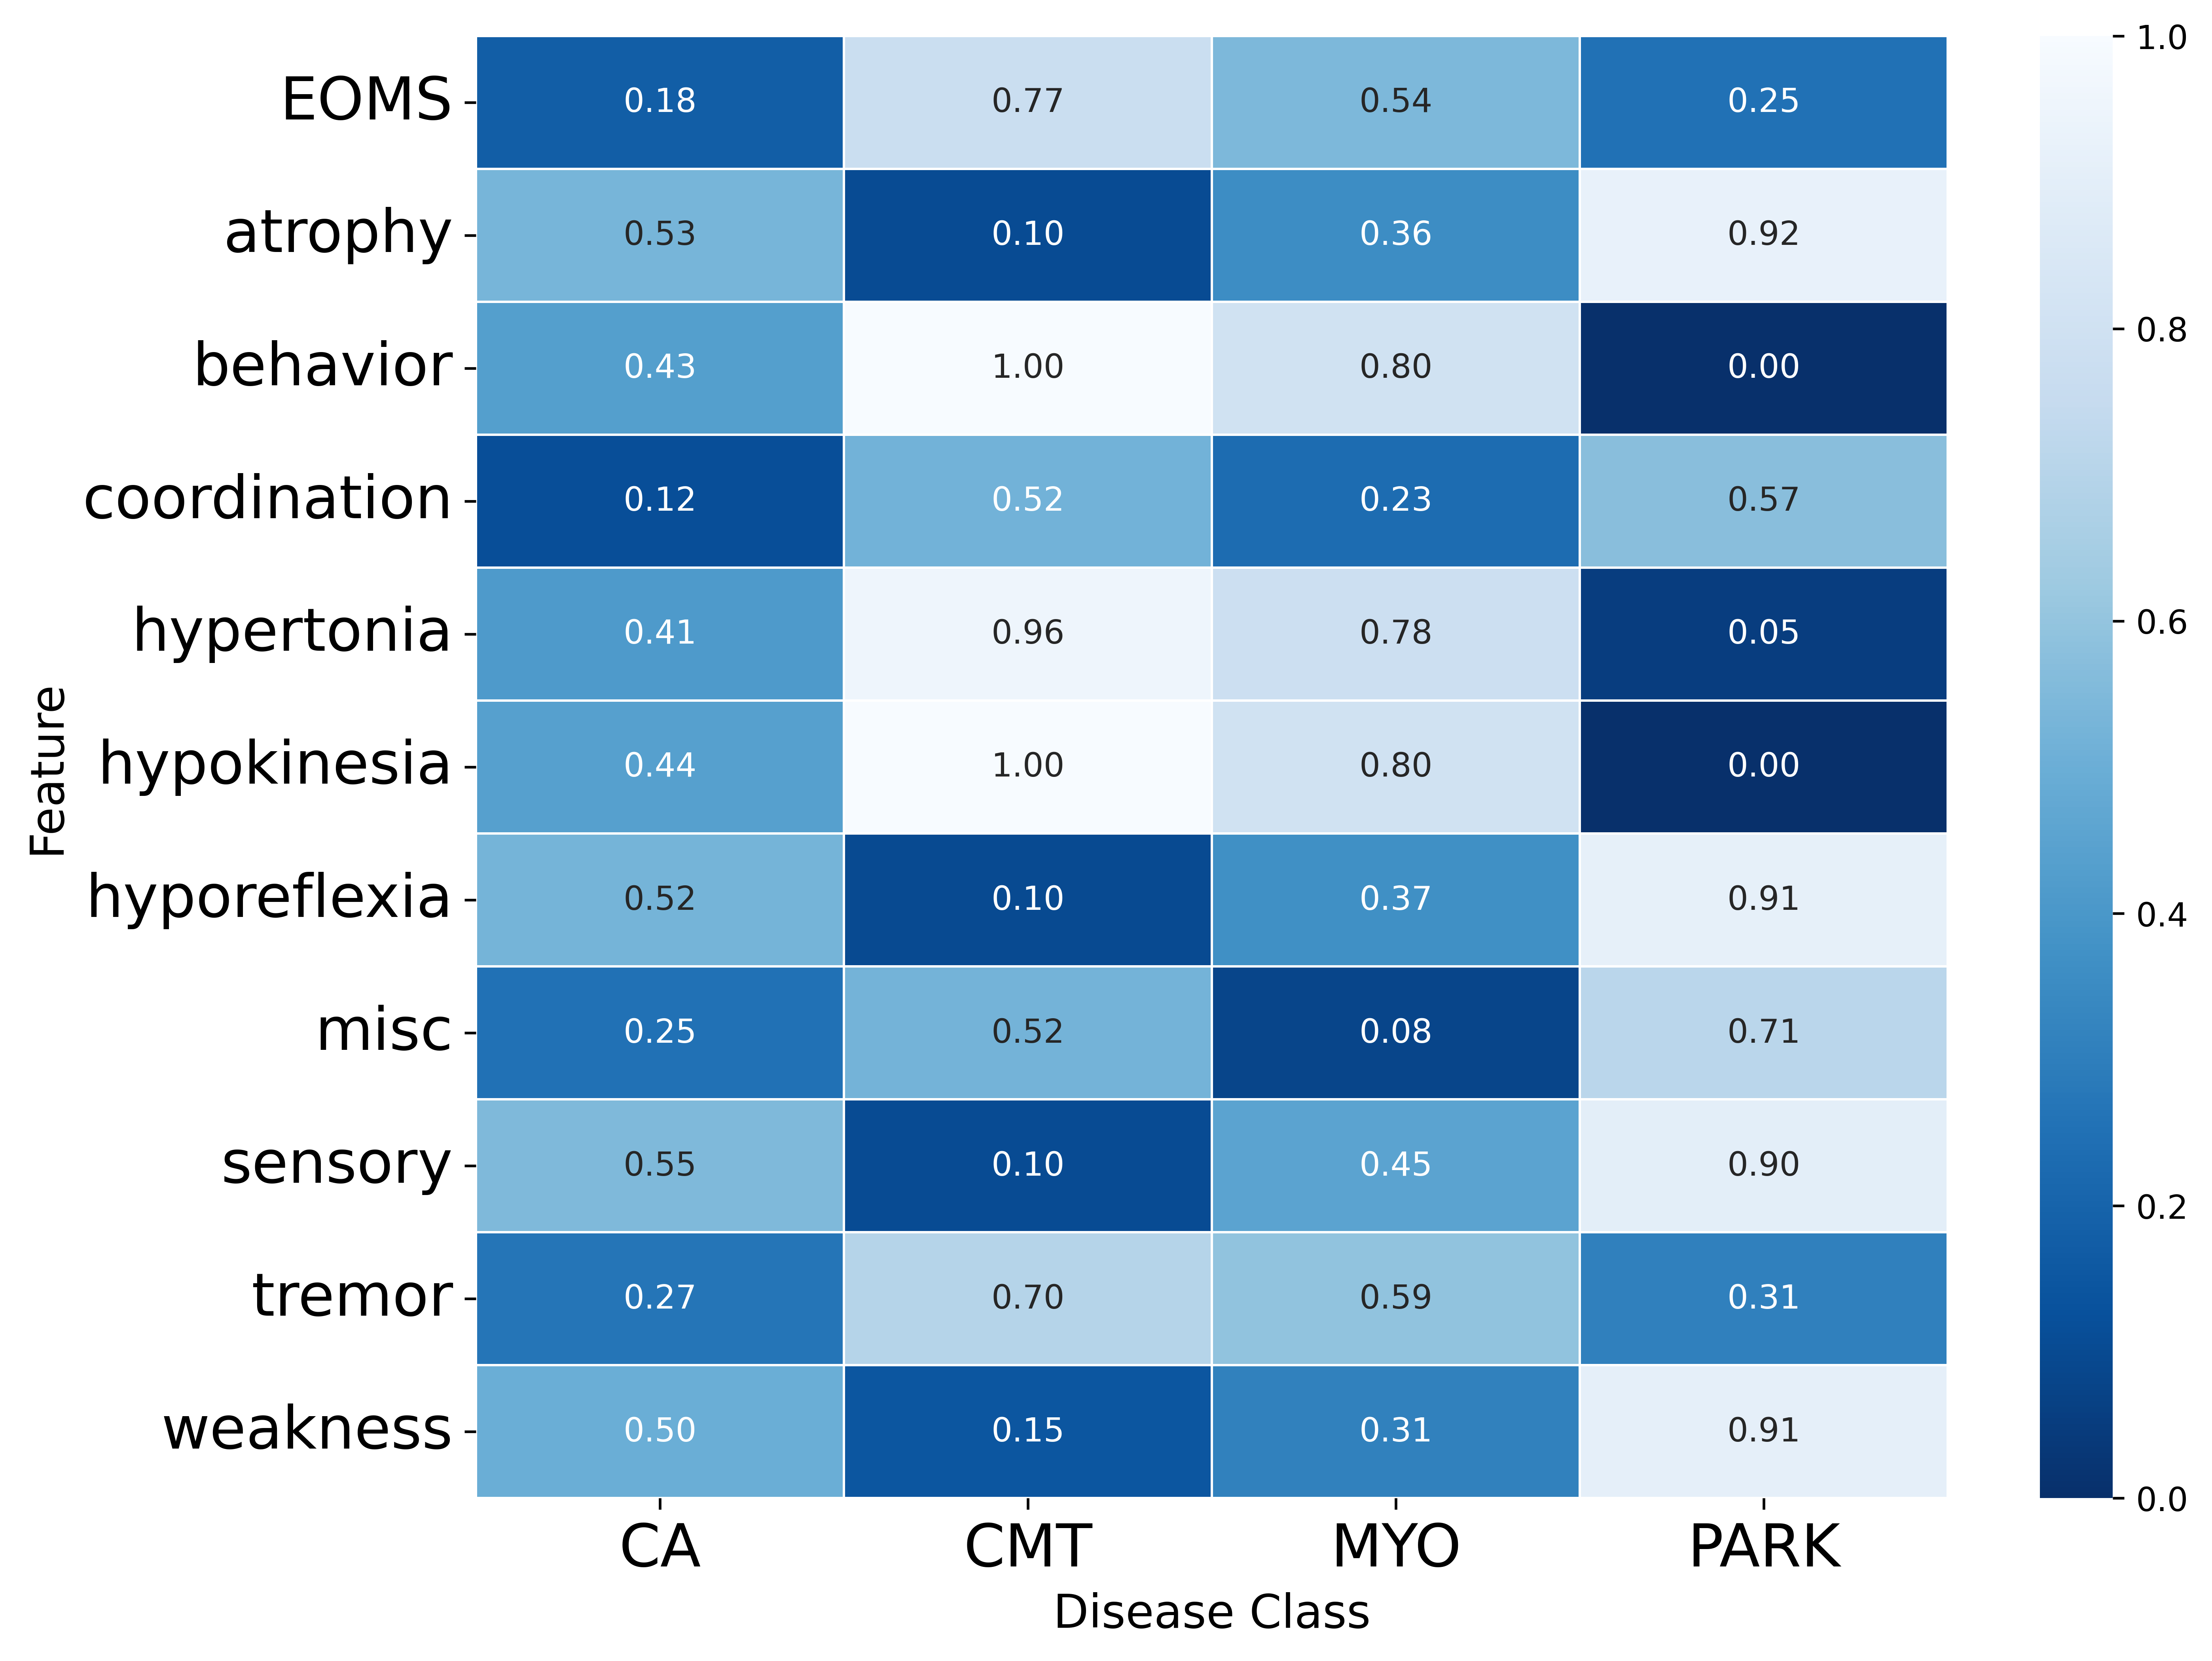 EOMS 0.18 0.77 0.54 0.25
atrophy 0.53 0.10 0.36 0.92
behavior 0.43 1.00 0.80 0.00
coordination 0.12 0.52 0.23 0.57
hypertonia 0.41 0.96 0.78 0.05
hypokinesia 0.44 1.00 0.80 0.00
hyporeflexia 0.52 0.10 0.37 0.91
misc 0.25 0.52 0.08 0.71
sensory 0.55 0.10 0.45 0.90
tremor 0.27 0.70 0.59 0.31
weakness 0.50 0.15 0.31 0.91
Feature
CA CMT MYO PARK
Disease Class
1.0
0.8
0.6
0.4
0.2
0.0